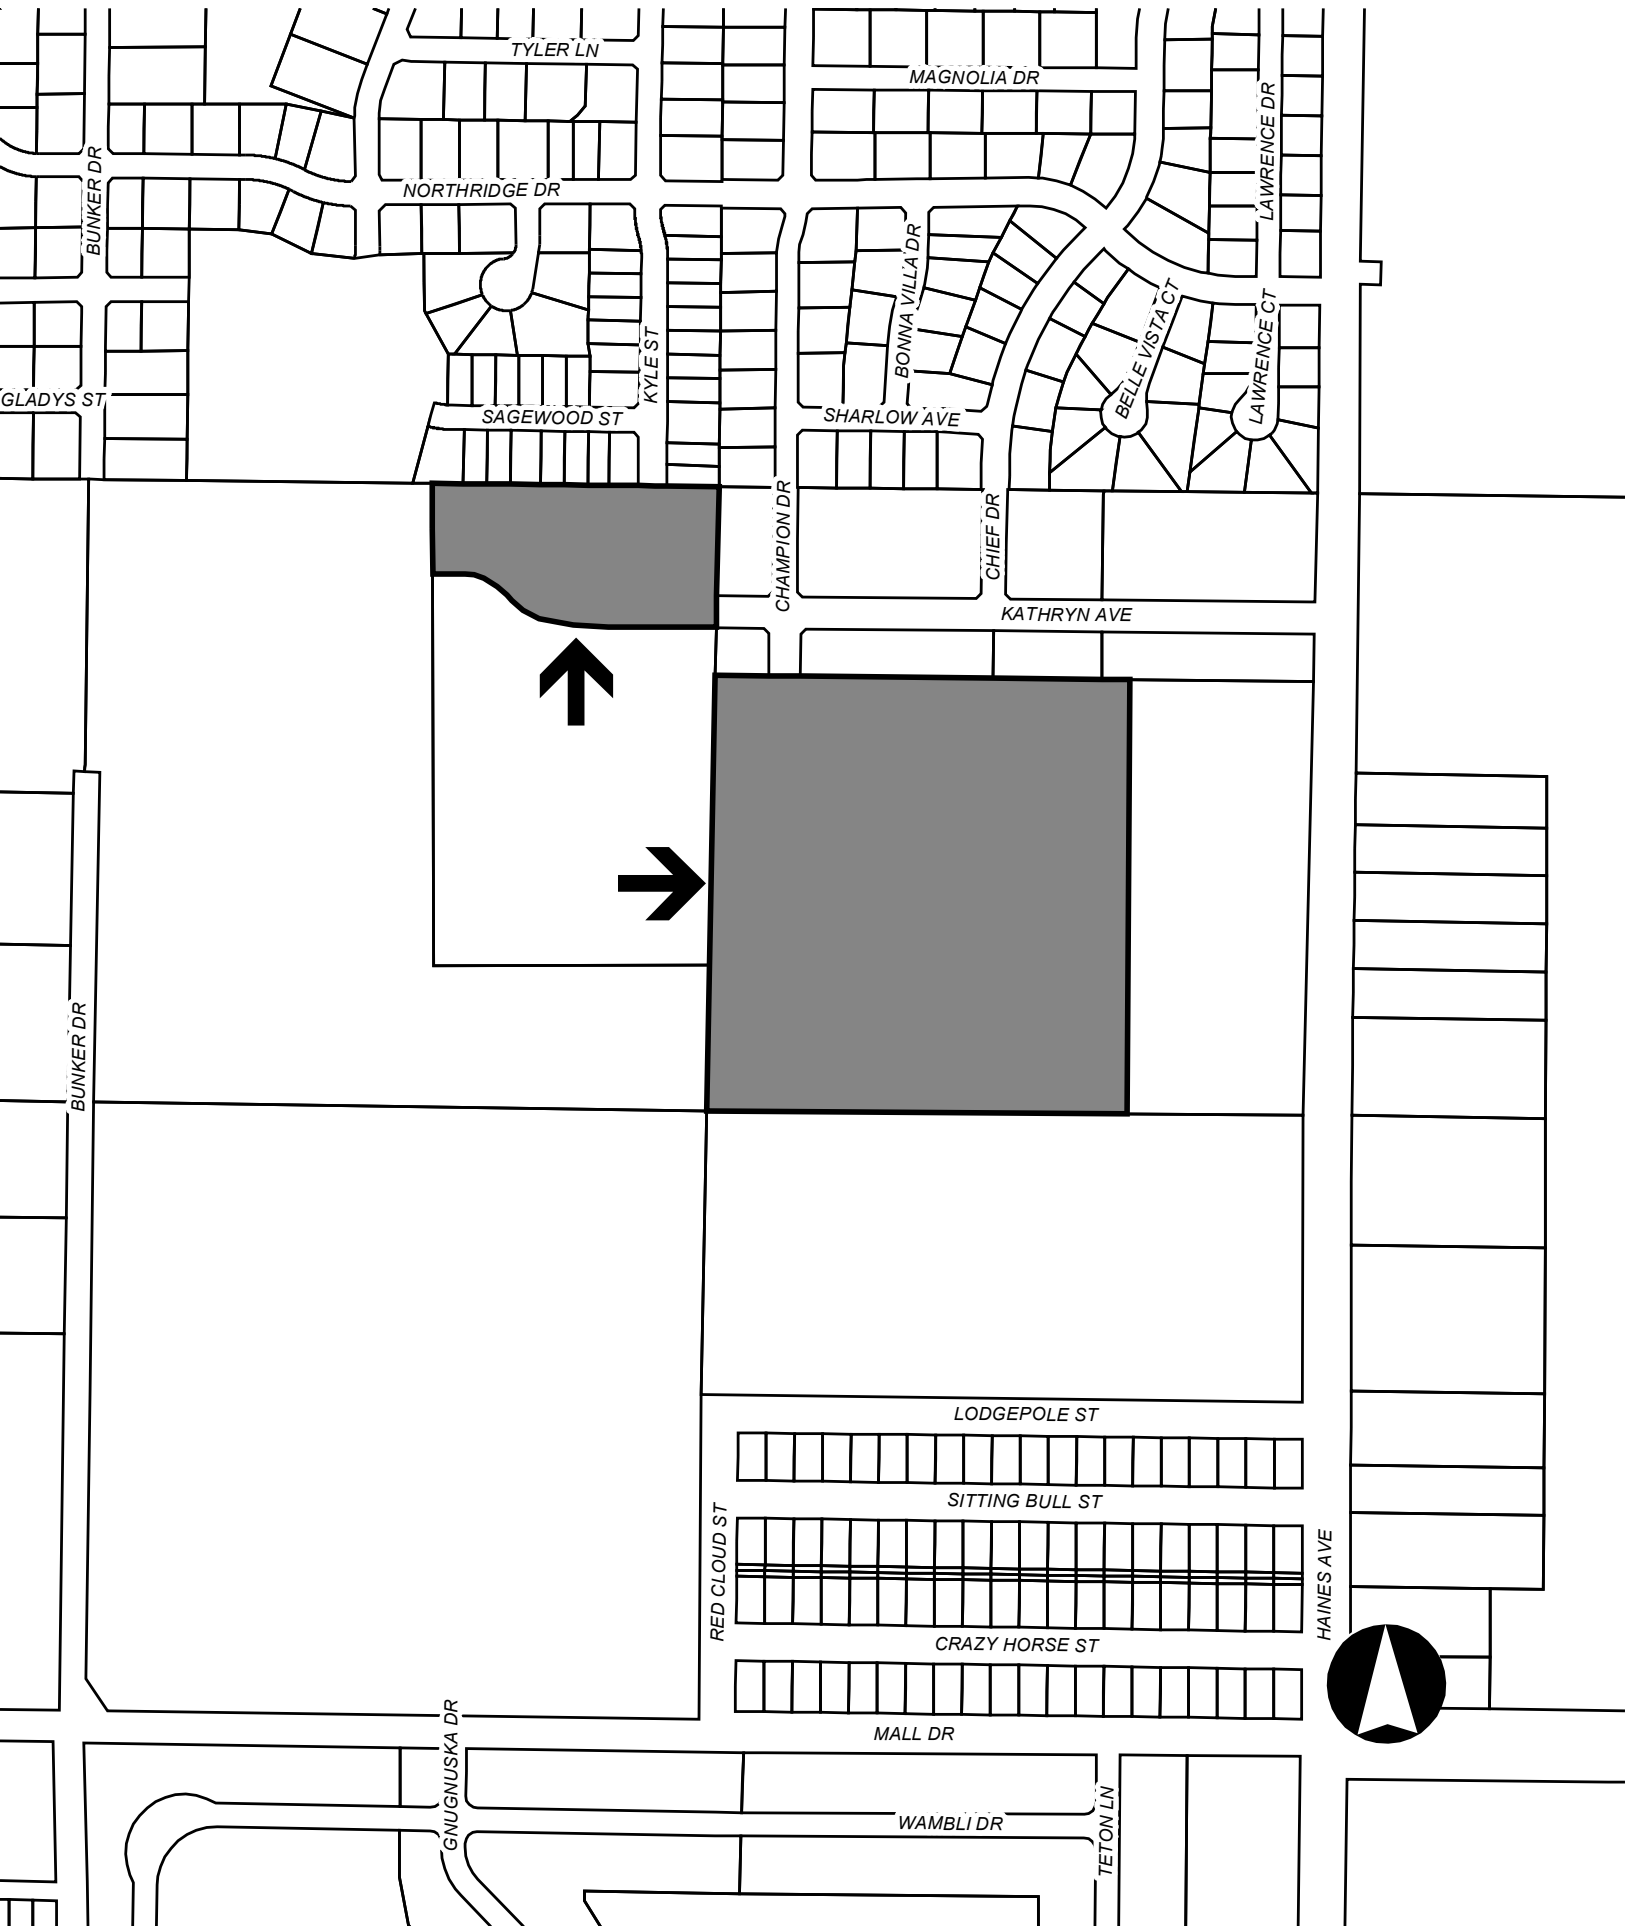 TYLER LN
MAGNOLIA DR
LAWRENCE DR
BUNKER DR
NORTHRIDGE DR
BONNA VILLA DR
BELLE VISTA CT
LAWRENCE CT
KYLE ST
GLADYS ST
SAGEWOOD ST
SHARLOW AVE
CHAMPION DR
CHIEF DR
KATHRYN AVE
BUNKER DR
LODGEPOLE ST
SITTING BULL ST
RED CLOUD ST
HAINES AVE
CRAZY HORSE ST
MALL DR
GNUGNUSKA DR
WAMBLI DR
TETON LN